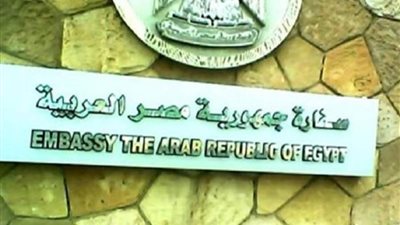 سفارة جمهورية مصر العربية
EMBASSY THE ARAB REPUBLIC OF EGYPT